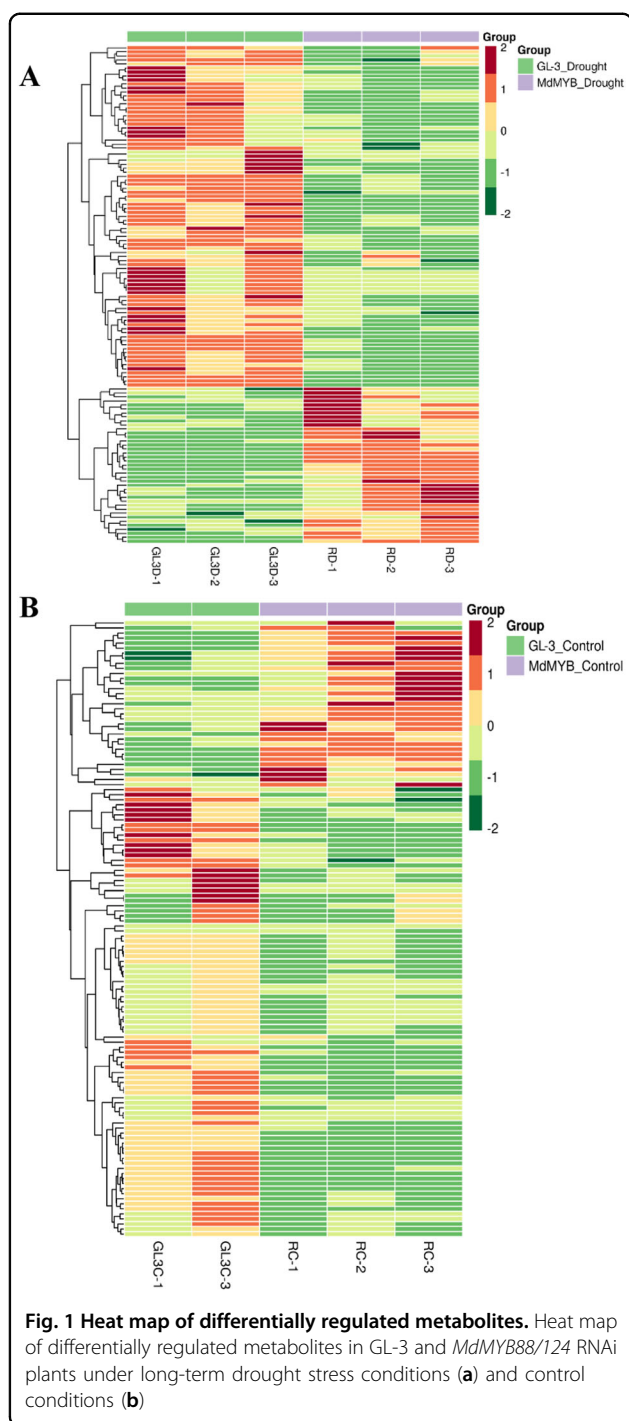 A
Group
2
1
0
-1
-2
Group
GL-3_Drought
MdMYB_Drought
GL3D-1
GL3D-2
GL3D-3
RD-1
RD-2
RD-3
B
Group
2
1
0
-1
-2
Group
GL-3_Control
MdMYB_Control
GL3C-1
GL3C-3
RC-1
RC-2
RC-3
Fig. 1 Heat map of differentially regulated metabolites. Heat map
of differentially regulated metabolites in GL-3 and MdMYB88/124 RNAi
plants under long-term drought stress conditions (a) and control
conditions (b)